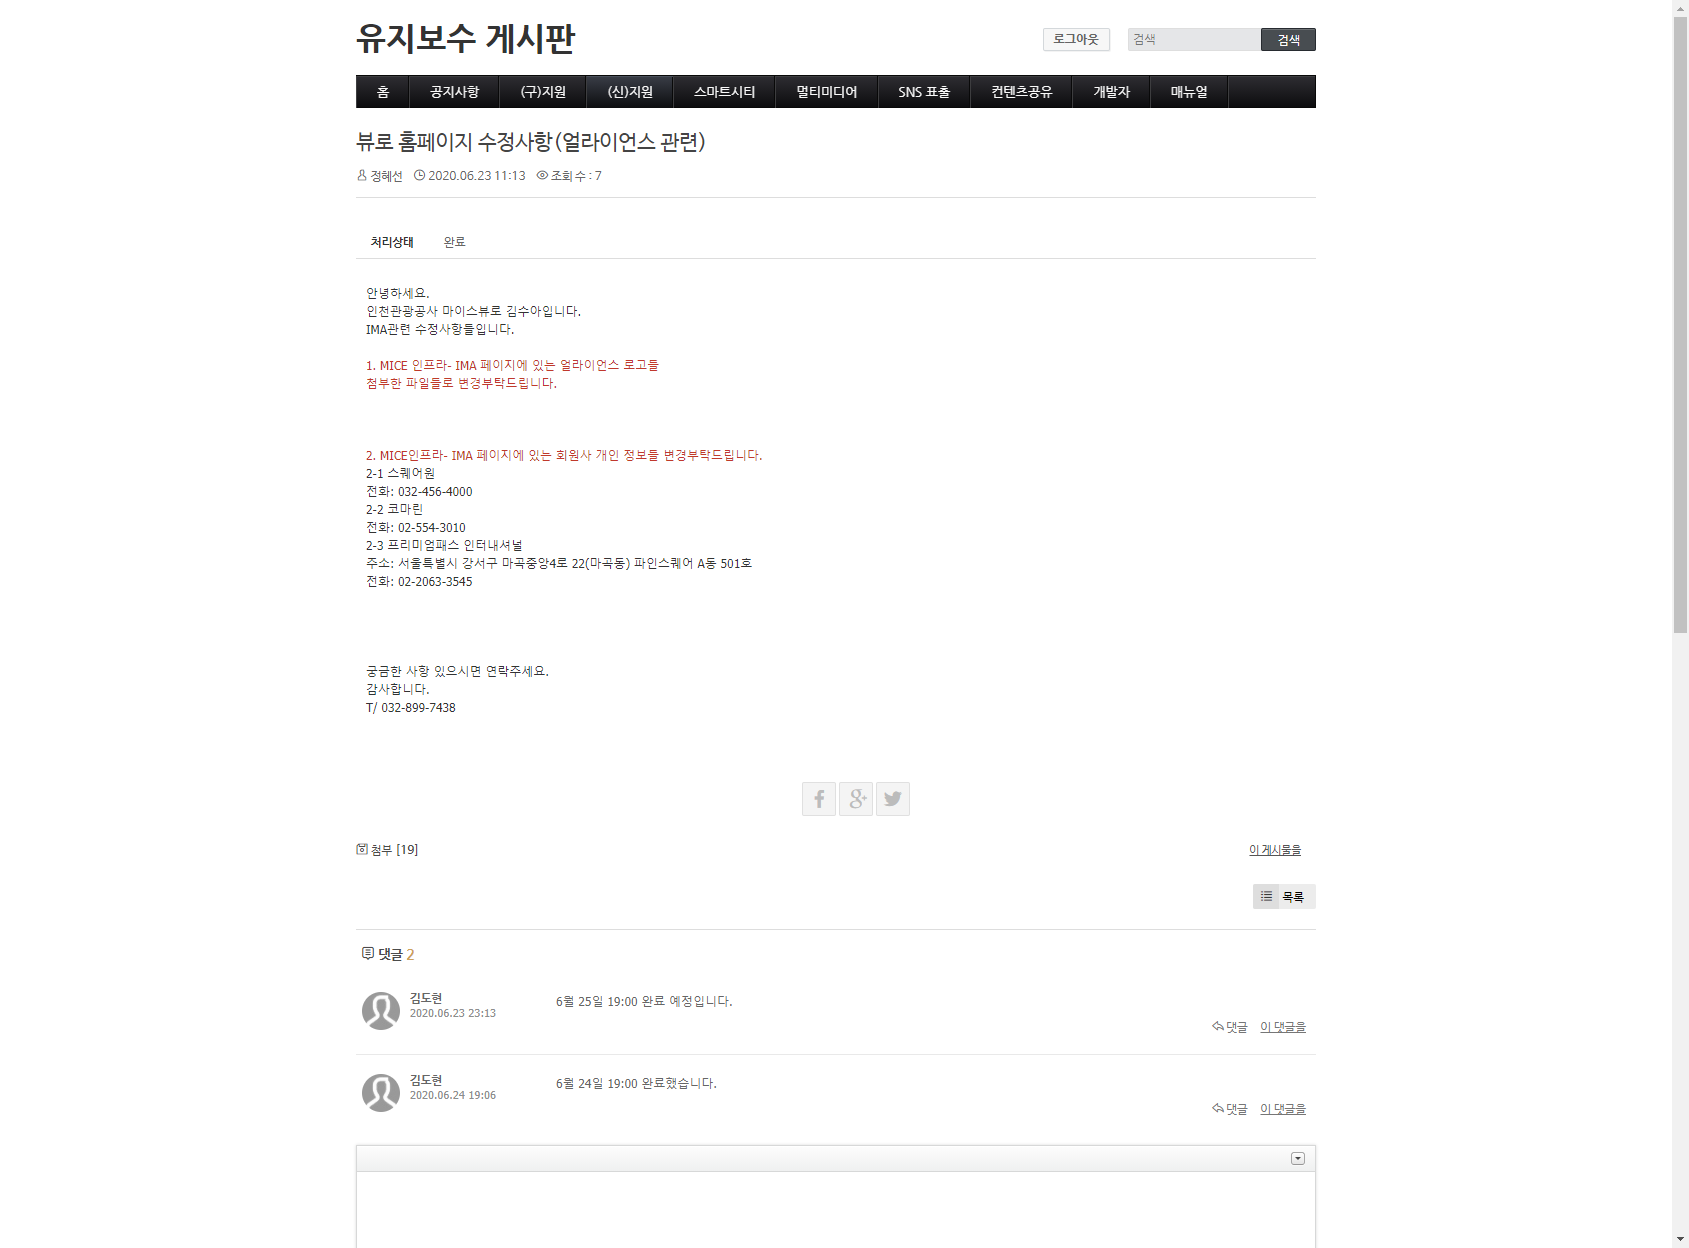 유지보수 게시판
로그아웃
검색
검색
홈 공지사항 (구)지원 (신)지원 스마트시티 멀티미디어 SNS 표출 컨텐츠공유 개발자 매뉴얼
뷰로 홈페이지 수정사항(얼라이언스 관련)
정혜선 2020.06.23 11:13 조회 수 : 7
처리상태 완료
안녕하세요.
인천관광공사 마이스뷰로 김수아입니다.
IMA관련 수정사항들입니다.
1. MICE 인프라- IMA 페이지에 있는 얼라이언스 로고들
첨부한 파일들로 변경부탁드립니다.
2. MICE인프라- IMA 페이지에 있는 회원사 개인 정보들 변경부탁드립니다.
2-1 스퀘어원
전화: 032-456-4000
2-2 코마린
전화: 02-554-3010
2-3 프리미엄패스 인터내셔널
주소: 서울특별시 강서구 마곡중앙4로 22(마곡동) 파인스퀘어 A동 501호
전화: 02-2063-3545
궁금한 사항 있으시면 연락주세요.
감사합니다.
T/ 032-899-7438
첨부 [19]
이 게시물을
목록
댓글 2
김도현
2020.06.23 23:13
6월 25일 19:00 완료 예정입니다.
댓글 이 댓글을
김도현
2020.06.24 19:06
6월 24일 19:00 완료했습니다.
댓글 이 댓글을